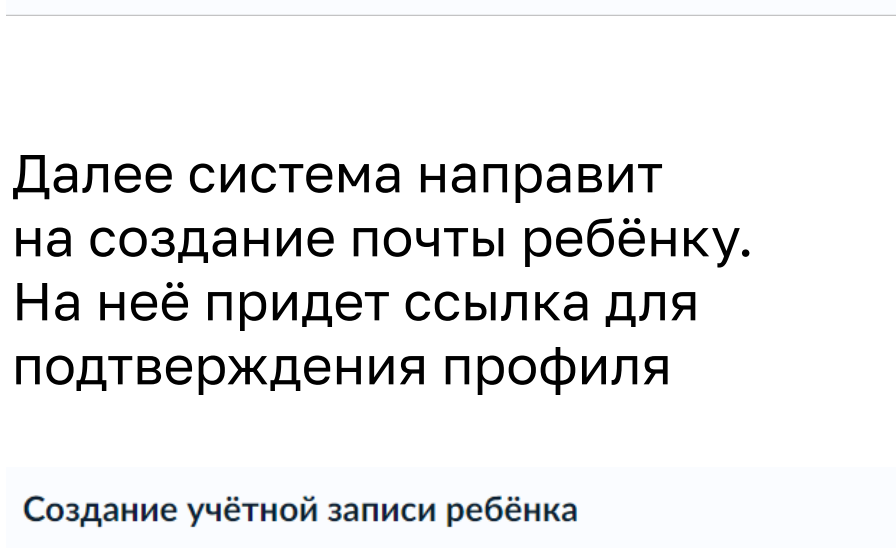 Далее система направит
на создание почты ребёнку.
На неё придет ссылка для
подтверждения профиля
Создание учётной записи ребёнка